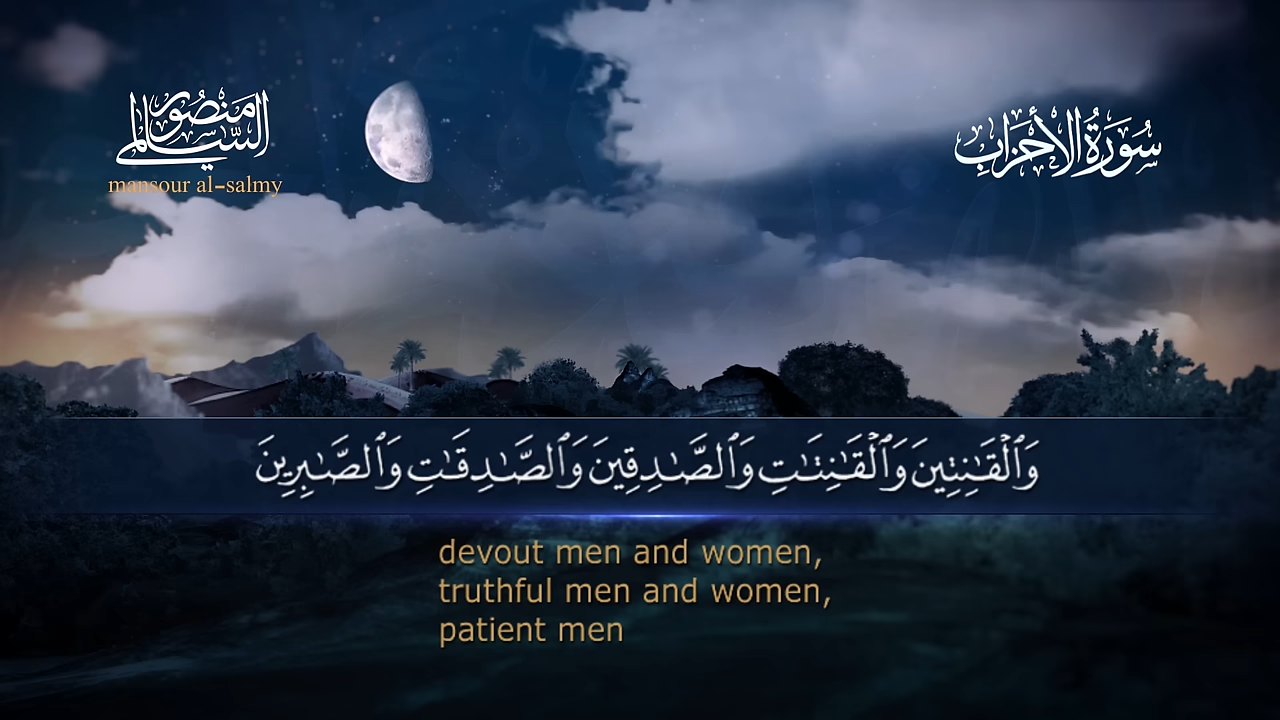 منصور السالمي
mansour al-salmy
سُورَةُ الأَحْزَابِ
وَٱلْقَـٰنِتِينَ وَٱلْقَـٰنِتَـٰتِ وَٱلصَّـٰدِقِينَ وَٱلصَّـٰدِقَـٰتِ وَٱلصَّـٰبِرِينَ
devout men and women,
truthful men and women,
patient men